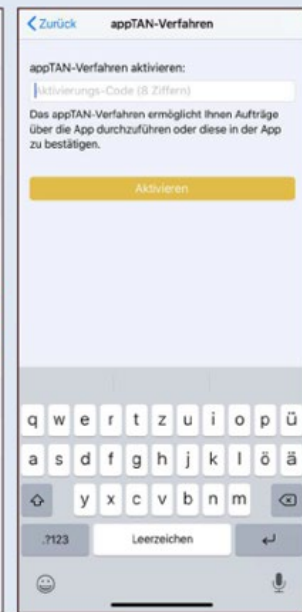 Zurück appTAN-Verfahren
appTAN-Verfahren aktivieren:
Aktivierungs-Code (8 Ziffern)
Das appTAN-Verfahren ermöglicht Ihnen Aufträge
über die App durchzuführen oder diese in der App
zu bestätigen.
Aktivieren
q w e r t z u i o p ü
a s d f g h j k l ö ä
y x c v b n m
.?123 Leerzeichen